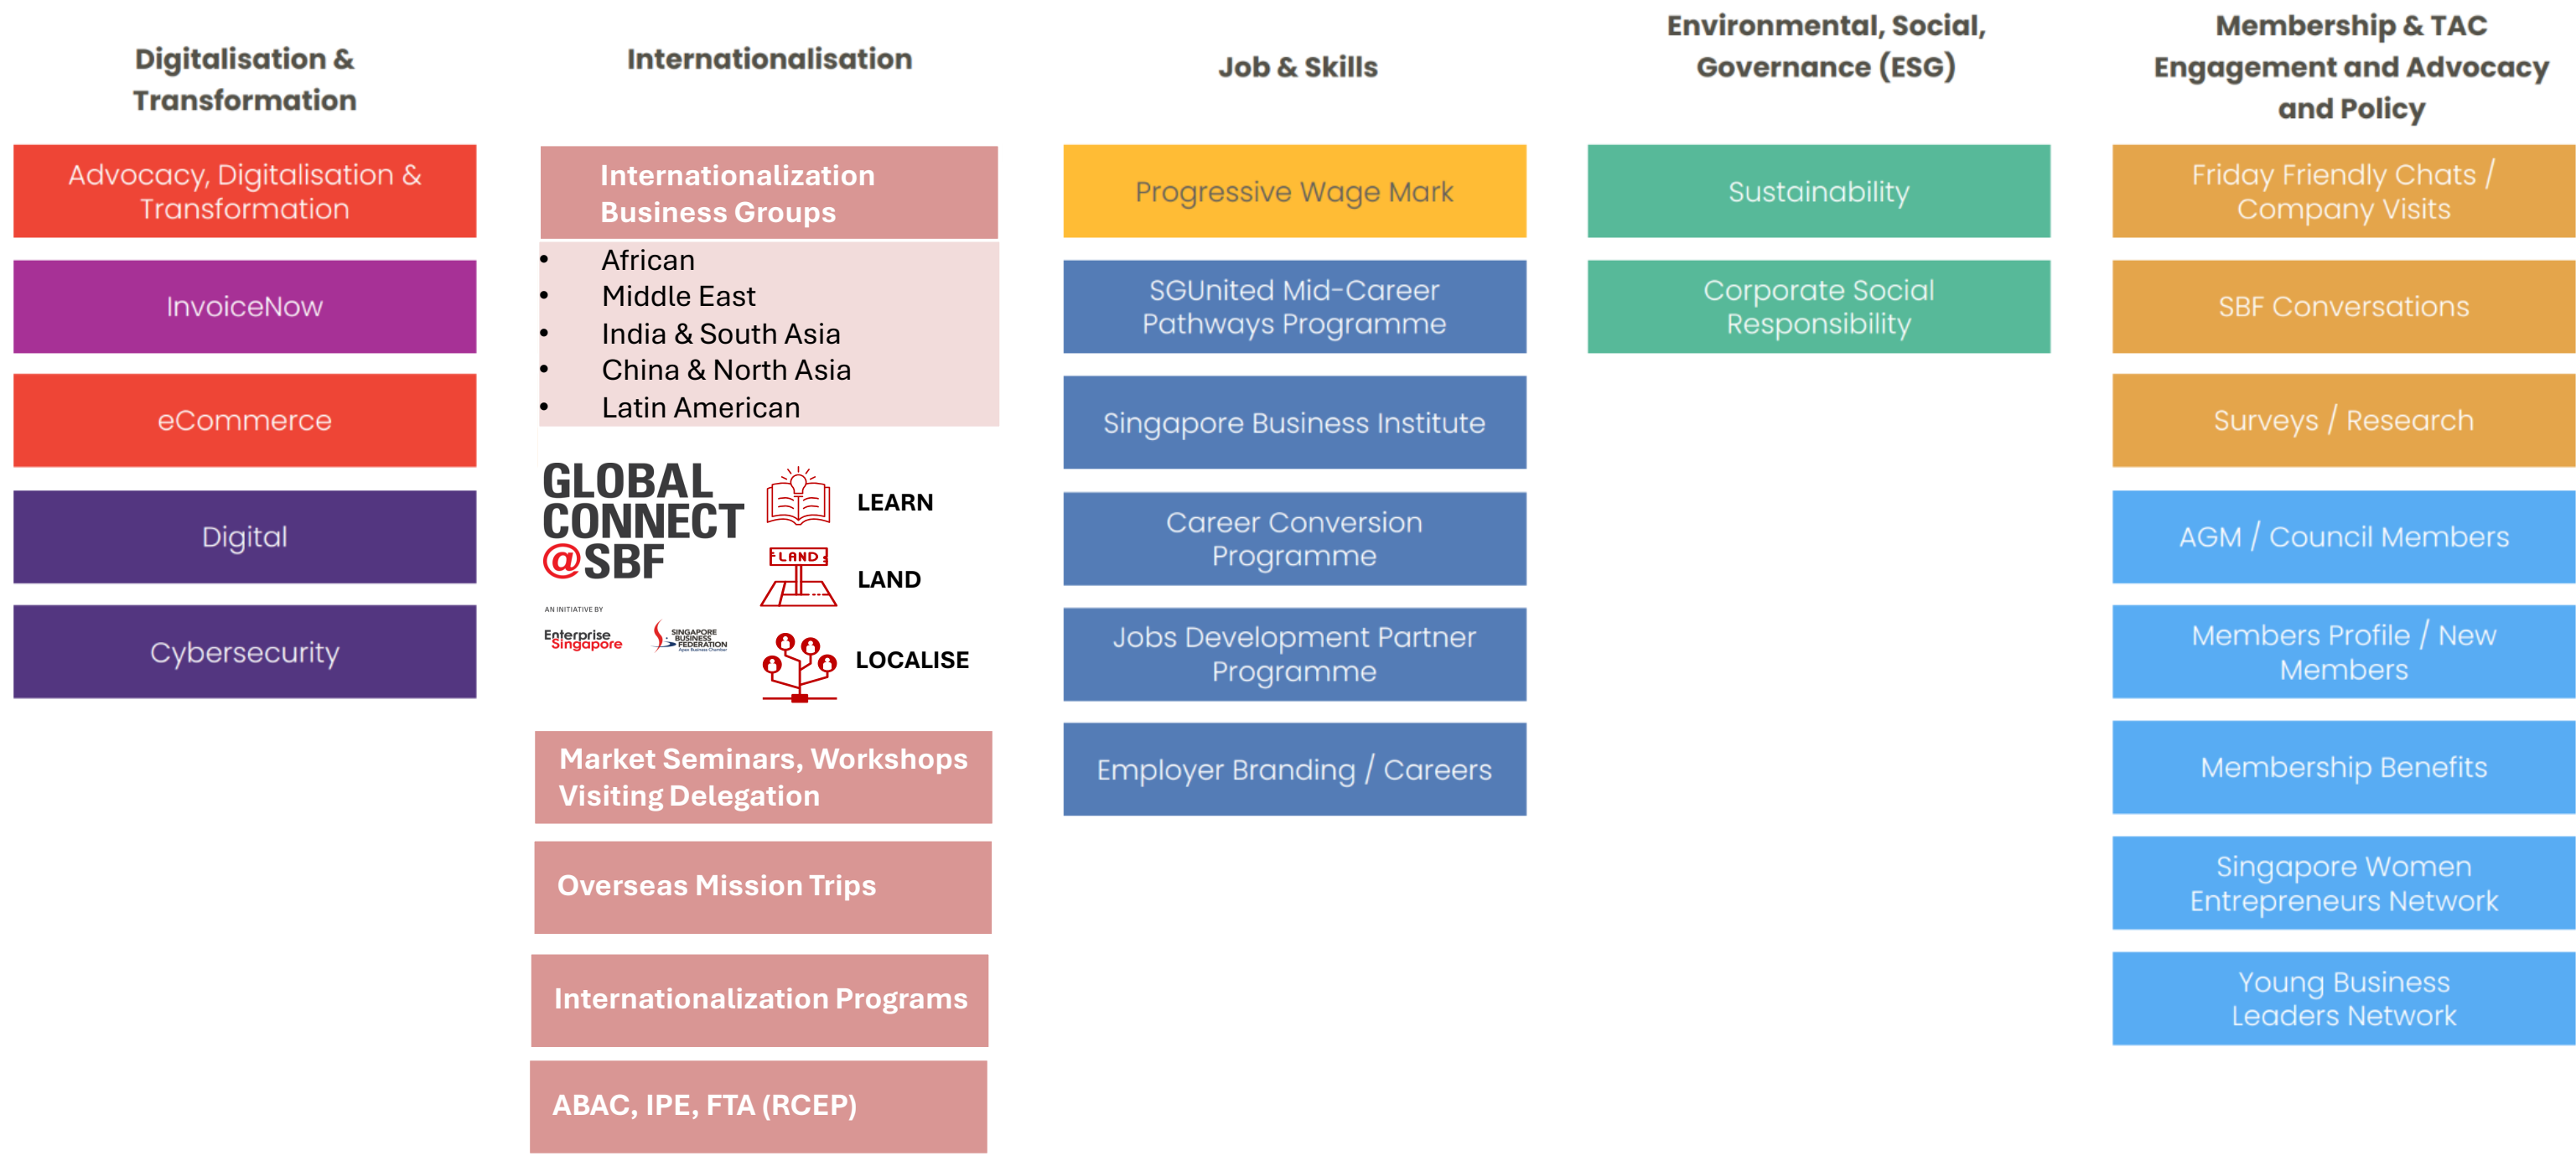 Digitalisation &
Transformation
Advocacy, Digitalisation &
Transformation
InvoiceNow
eCommerce
Digital
Cybersecurity
Internationalisation
Internationalization
Business Groups
• African
• Middle East
• India & South Asia
• China & North Asia
• Latin American
GLOBAL
CONNECT
@SBF
AN INITIATIVE BY
Enterprise
Singapore
SINGAPORE
BUSINESS
FEDERATION
Apex Business Chamber
LEARN
LAND
LAND
LOCALISE
Market Seminars, Workshops
Visiting Delegation
Overseas Mission Trips
Internationalization Programs
ABAC, IPE, FTA (RCEP)
Job & Skills
Progressive Wage Mark
SGUnited Mid-Career
Pathways Programme
Singapore Business Institute
Career Conversion
Programme
Jobs Development Partner
Programme
Employer Branding / Careers
Environmental, Social,
Governance (ESG)
Sustainability
Corporate Social
Responsibility
Membership & TAC
Engagement and Advocacy
and Policy
Friday Friendly Chats /
Company Visits
SBF Conversations
Surveys / Research
AGM / Council Members
Members Profile / New
Members
Membership Benefits
Singapore Women
Entrepreneurs Network
Young Business
Leaders Network